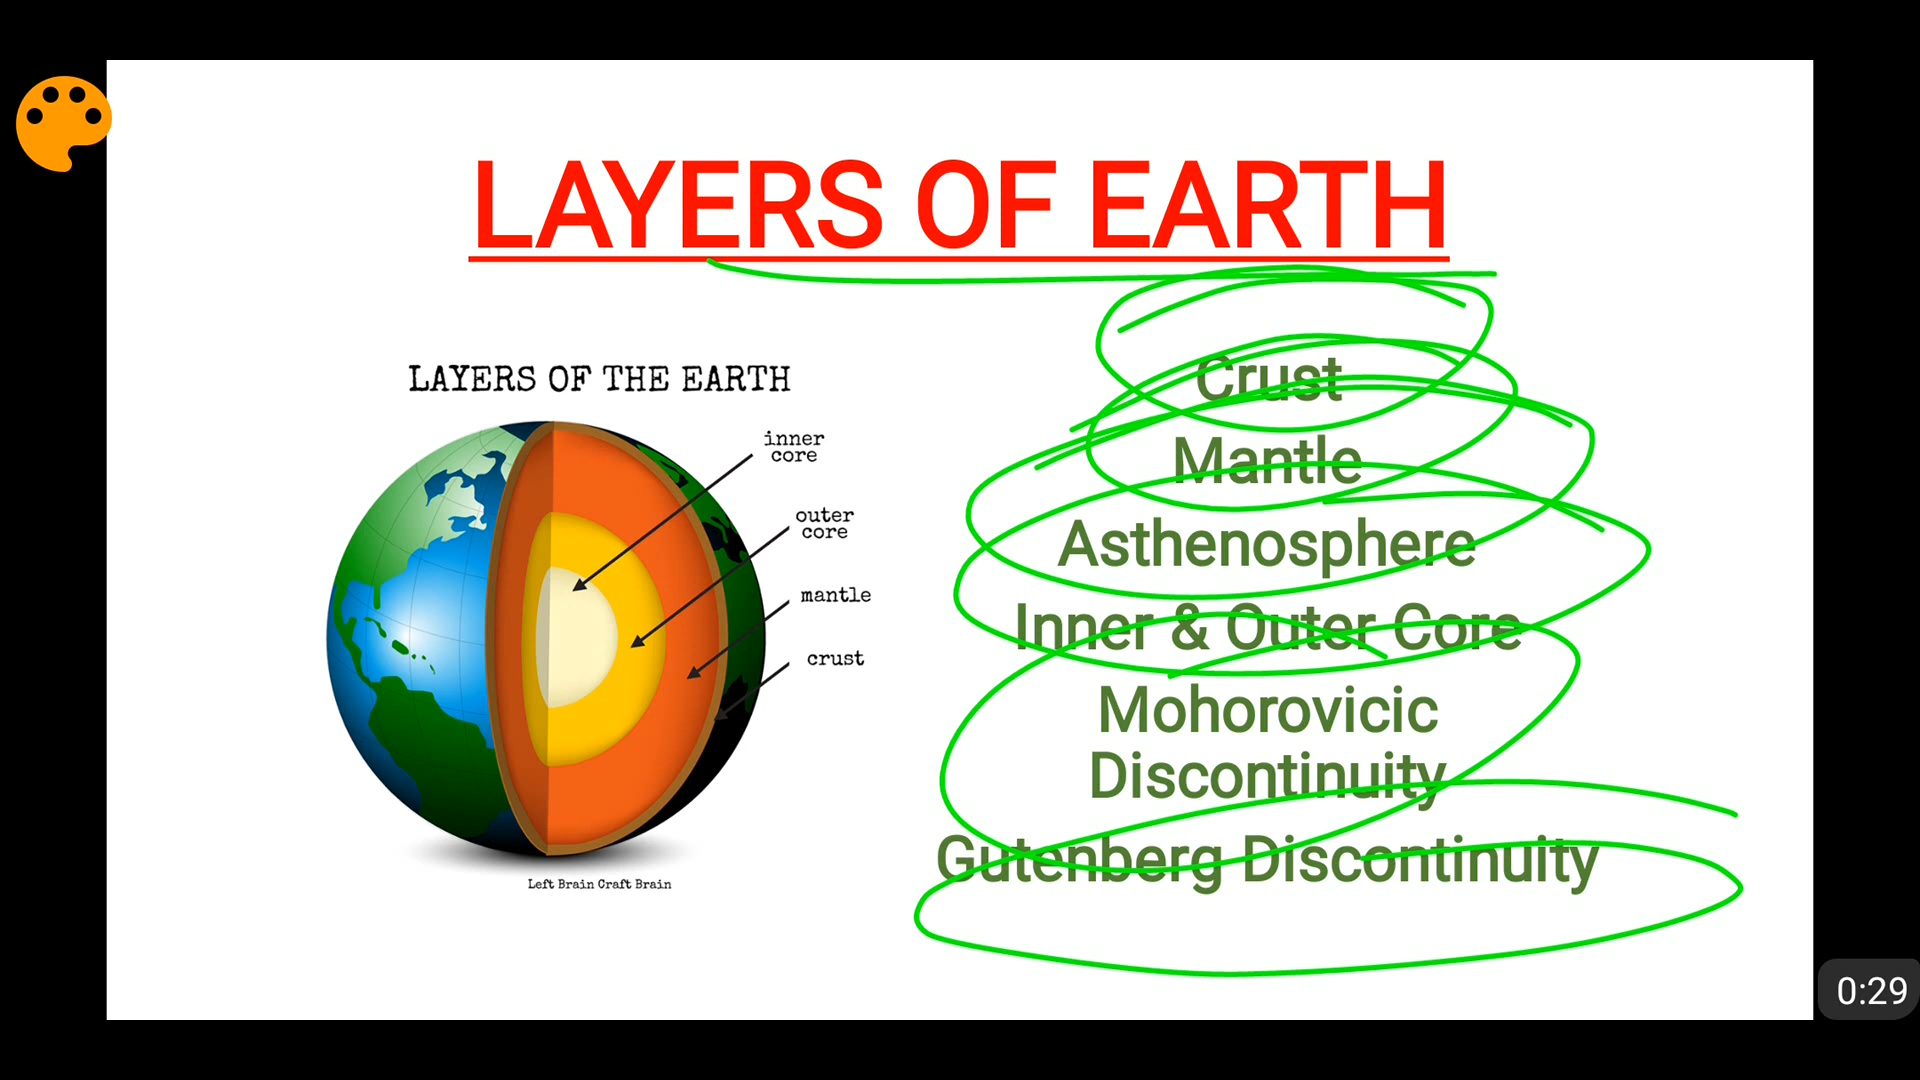 LAYERS OF EARTH
LAYERS OF THE EARTH
inner
core
outer
core
mantle
crust
Left Brain Craft Brain
Crust
Mantle
Asthenosphere
Inner & Outer Core
Mohorovicic
Discontinuity
Gutenberg Discontinuity
0:29